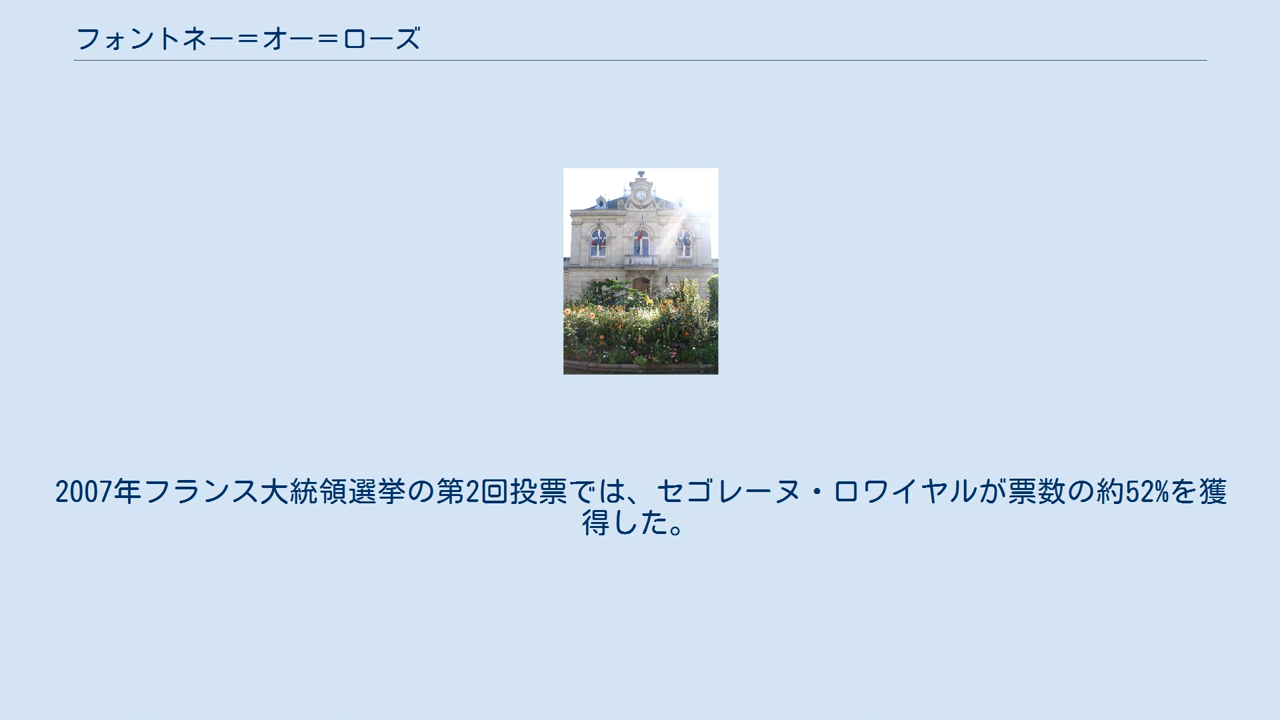 フォントネー＝オー＝ローズ
2007年フランス大統領選挙の第2回投票では、セゴレーヌ・ロワイヤルが票数の約52%を獲
得した。